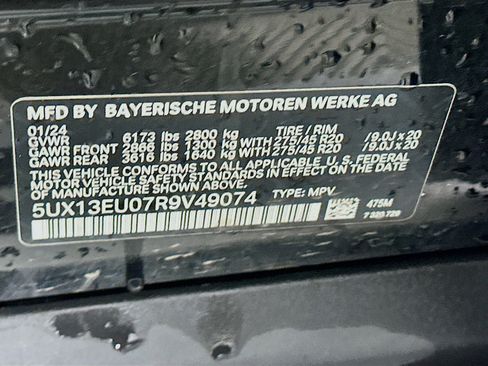 MFD BY BAYERISCHE MOTOREN WERKE AG
01/24 TIRE / RIM
GVWR 6173 lbs 2800 kg
GAWR FRONT 2866 lbs 1300 kg WITH 275/45 R20 /9.0J x 20
GAWR REAR 3616 lbs 1640 kg WITH 275/45 R20 /9.0J x 20
THIS VEHICLE CONFORMS TO ALL APPLICABLE U.S. FEDERAL
MOTOR VEHICLE SAFETY STANDARDS IN EFFECT ON THE DATE OF
MANUFACTURE SHOWN ABOVE.
5UX13EU07R9V49074 TYPE: MPV
475M